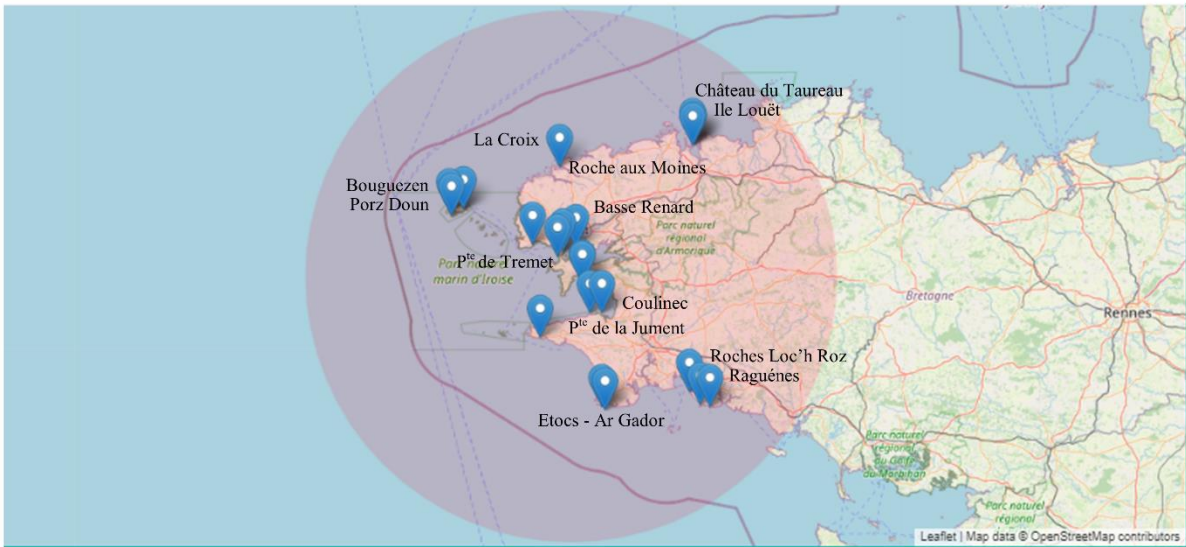 Château du Taureau
Ile Louët
La Croix
Roche aux Moines
Bouguezen
Porz Doun
Basse Renard
Parc naturel
régional
d'Armorique
Pte de Tremet
Parc naturel
marin d'Iroise
Coulinec
Bretagne
Rennes
Pte de la Jument
Roches Loc'h Roz
Raguénes
Etocs - Ar Gador
Parc naturel
régional
du Golfe
du Morbihan
Parc naturel
régional
Leaflet | Map data © OpenStreetMap contributors